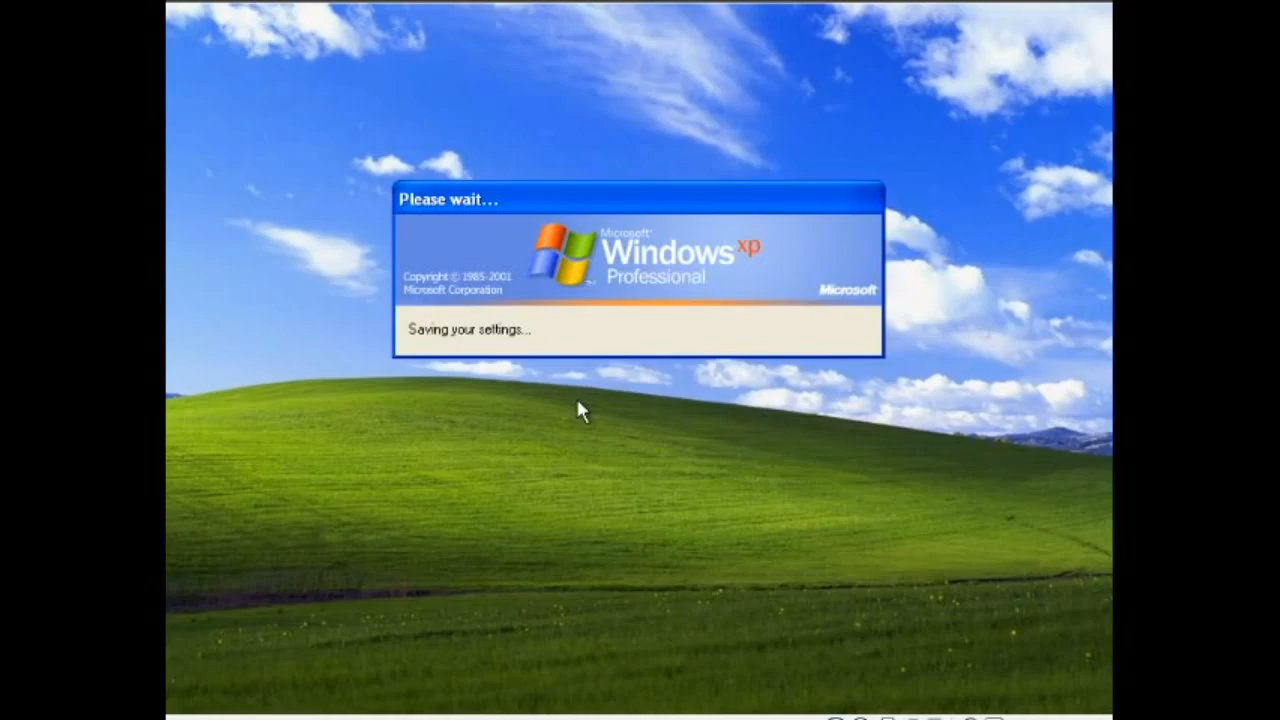 Please wait...
Microsoft®
Windows xp
Professional
Copyright © 1985-2001
Microsoft Corporation
Microsoft
Saving your settings...